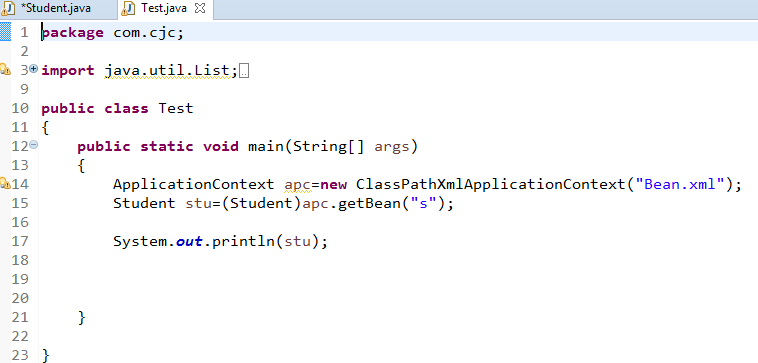 *Student.java Test.java
1 package com.cjc;
2
3 import java.util.List;
9
10 public class Test
11 {
12 public static void main(String[] args)
13 {
14 ApplicationContext apc=new ClassPathXmlApplicationContext("Bean.xml");
15 Student stu=(Student)apc.getBean("s");
16
17 System.out.println(stu);
18
19
20
21 }
22
23 }